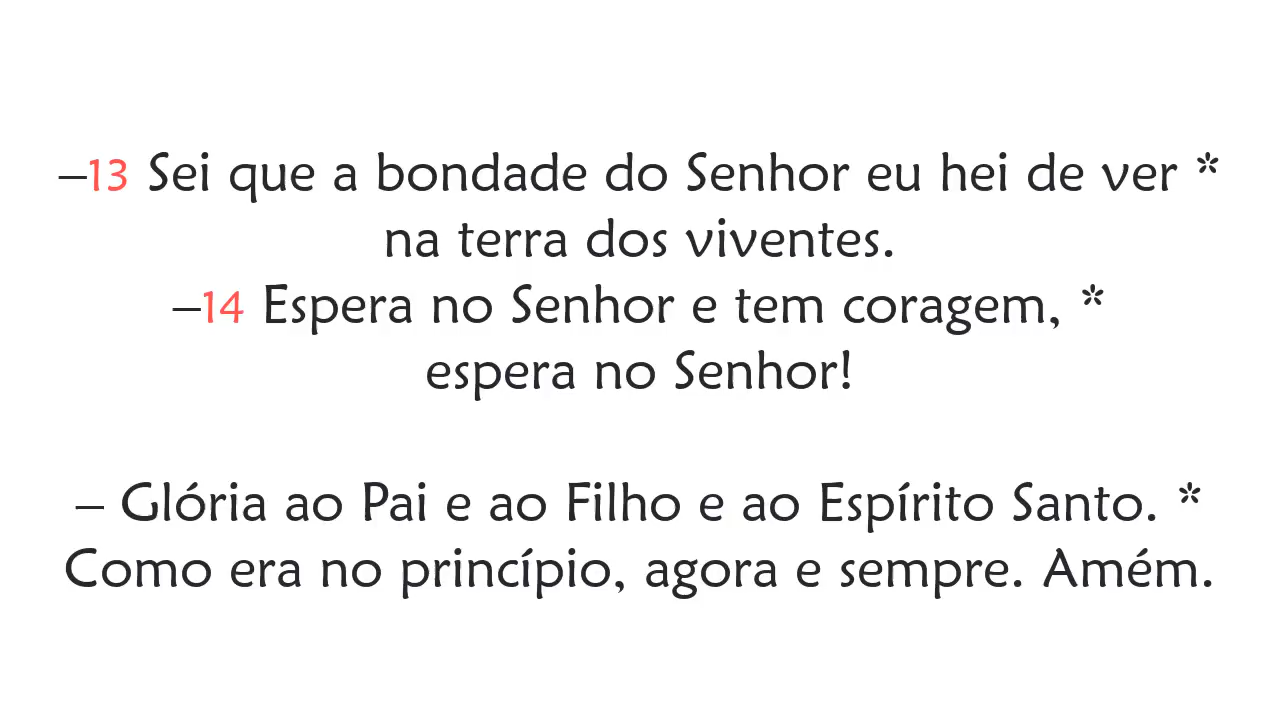 –13 Sei que a bondade do Senhor eu hei de ver *
na terra dos viventes.
–14 Espera no Senhor e tem coragem, *
espera no Senhor!
– Glória ao Pai e ao Filho e ao Espírito Santo. *
Como era no princípio, agora e sempre. Amém.